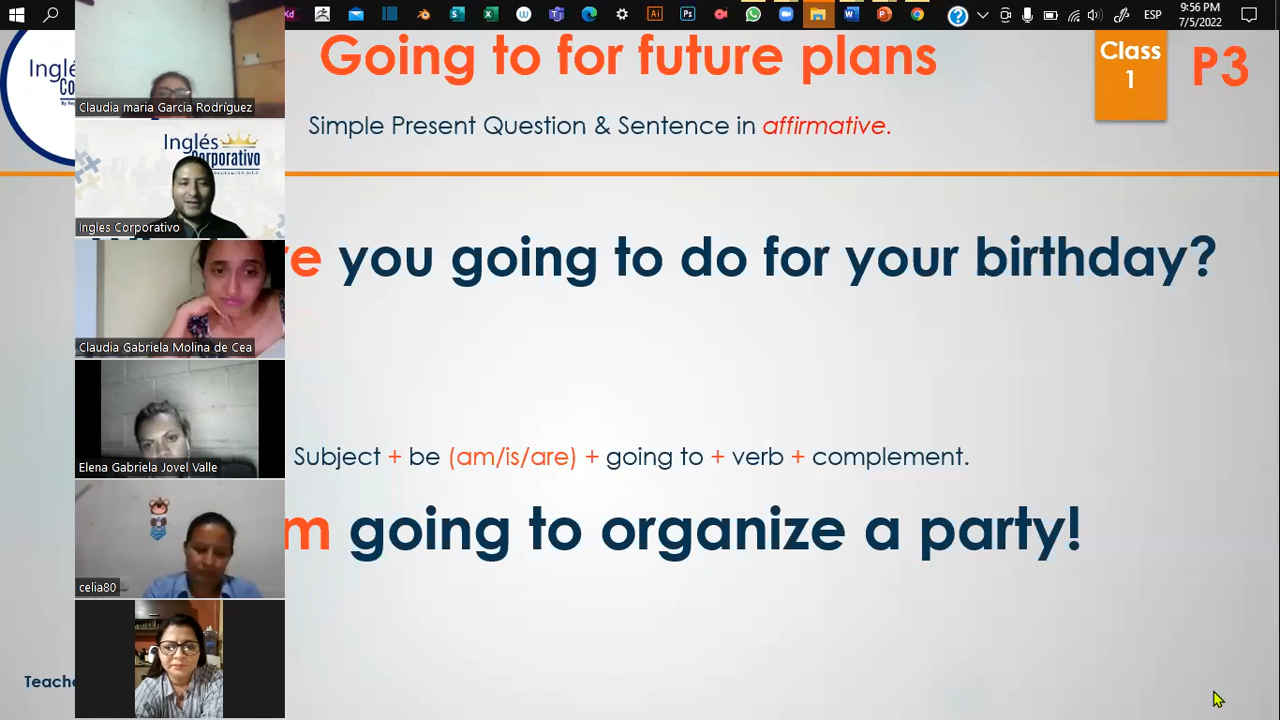 9:56 PM
ESP
7/5/2022
Going to for future plans
Class
1
P3
Simple Present Question & Sentence in affirmative.
Claudia maria Garcia Rodríguez
Inglés
Corporativo
Ingles Corporativo
you going to do for your birthday?
Claudia Gabriela Molina de Cea
Subject + be (am/is/are) + going to + verb + complement.
Elena Gabriela Jovel Valle
going to organize a party!
celia80